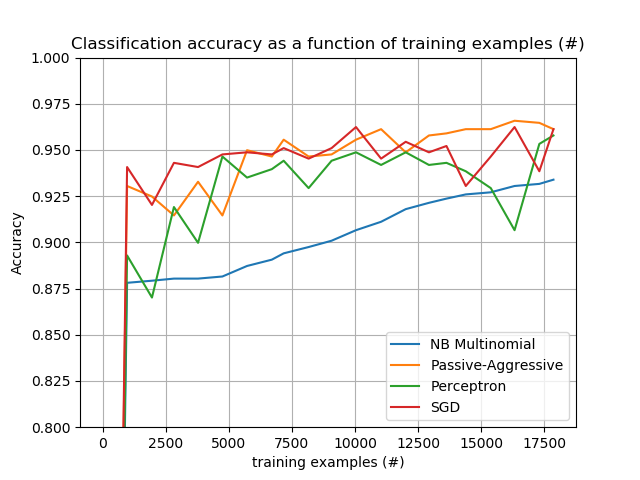 Classification accuracy as a function of training examples (#)
1.000
0.975
0.950
0.925
0.900
0.875
0.850
0.825
0.800
Accuracy
0
2500
5000
7500
10000
12500
15000
17500
training examples (#)
NB Multinomial
Passive-Aggressive
Perceptron
SGD